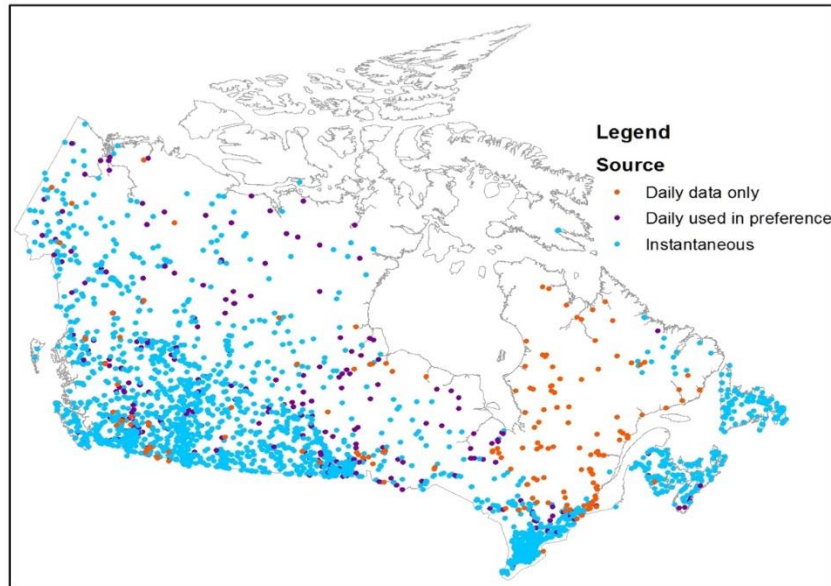 Legend
Source
Daily data only
Daily used in preference
Instantaneous